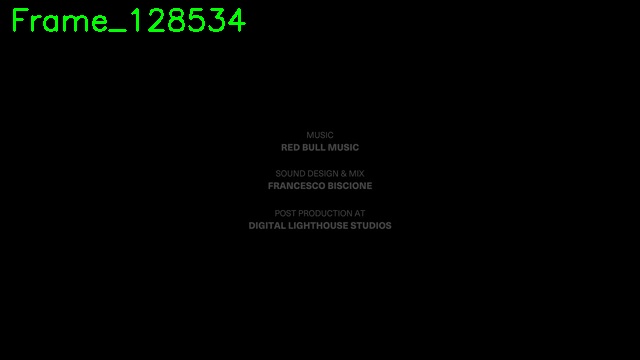 Frame_128534
MUSIC
RED BULL MUSIC
SOUND DESIGN & MIX
FRANCESCO BISCIONE
POST PRODUCTION AT
DIGITAL LIGHTHOUSE STUDIOS